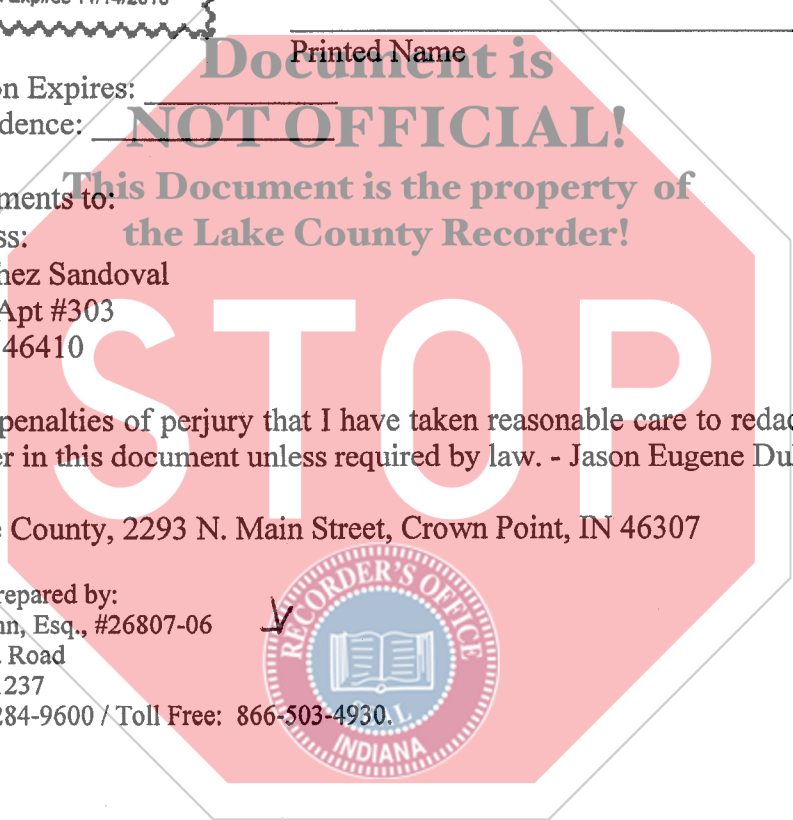 Expires 11/14/2018
Printed Name
Document is
on Expires:
NOT OFFICIAL!
dence:
This Document is the property of
ments to:
the Lake County Recorder!
ss:
hez Sandoval
Apt #303
46410
STOP
penalties of perjury that I have taken reasonable care to redac
er in this document unless required by law. - Jason Eugene Du
e County, 2293 N. Main Street, Crown Point, IN 46307
repared by:
nn, Esq., #26807-06
. Road
237
284-9600 / Toll Free: 866-503-4930.
RECORDER'S OFFICE
INDIANA